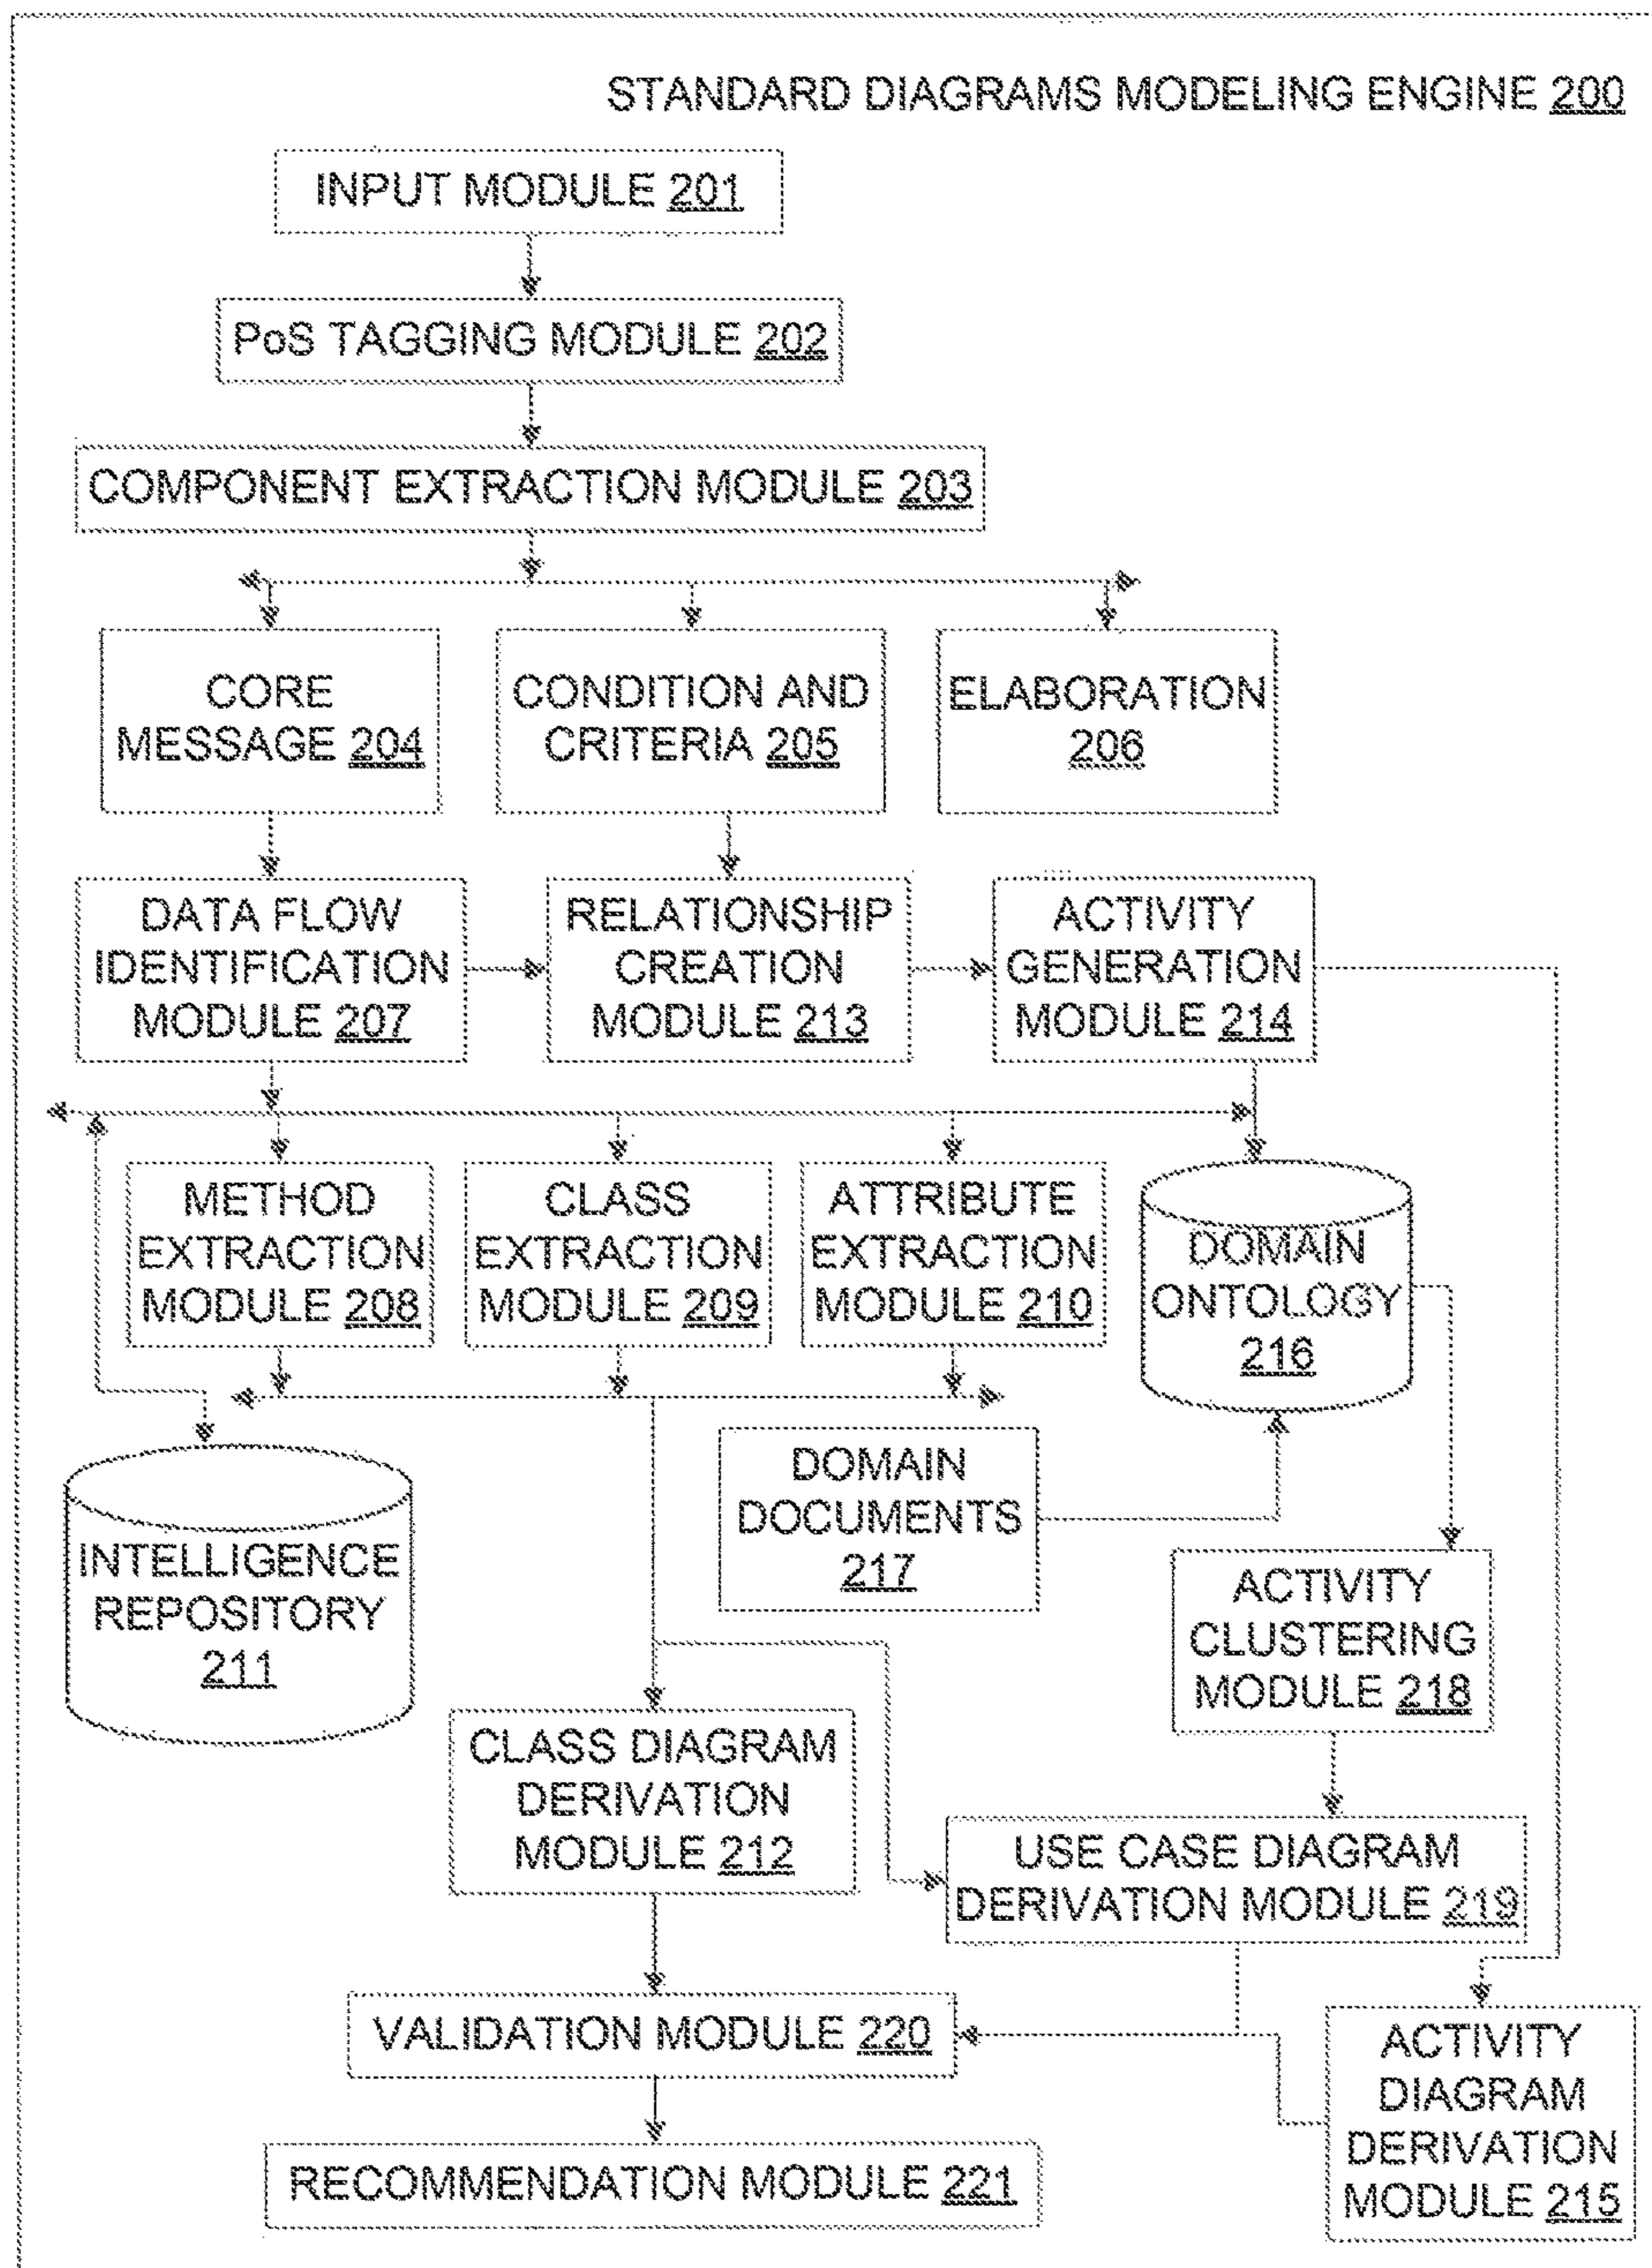 STANDARD DIAGRAMS MODELING ENGINE 200
INPUT MODULE 201
PoS TAGGING MODULE 202
COMPONENT EXTRACTION MODULE 203
CORE
MESSAGE 204
CONDITION AND
CRITERIA 205
ELABORATION
206
DATA FLOW
IDENTIFICATION
MODULE 207
RELATIONSHIP
CREATION
MODULE 213
ACTIVITY
GENERATION
MODULE 214
METHOD
EXTRACTION
MODULE 208
CLASS
EXTRACTION
MODULE 209
ATTRIBUTE
EXTRACTION
MODULE 210
DOMAIN
ONTOLOGY
216
INTELLIGENCE
REPOSITORY
211
DOMAIN
DOCUMENTS
217
ACTIVITY
CLUSTERING
MODULE 218
CLASS DIAGRAM
DERIVATION
MODULE 212
USE CASE DIAGRAM
DERIVATION MODULE 219
VALIDATION MODULE 220
ACTIVITY
DIAGRAM
DERIVATION
MODULE 215
RECOMMENDATION MODULE 221